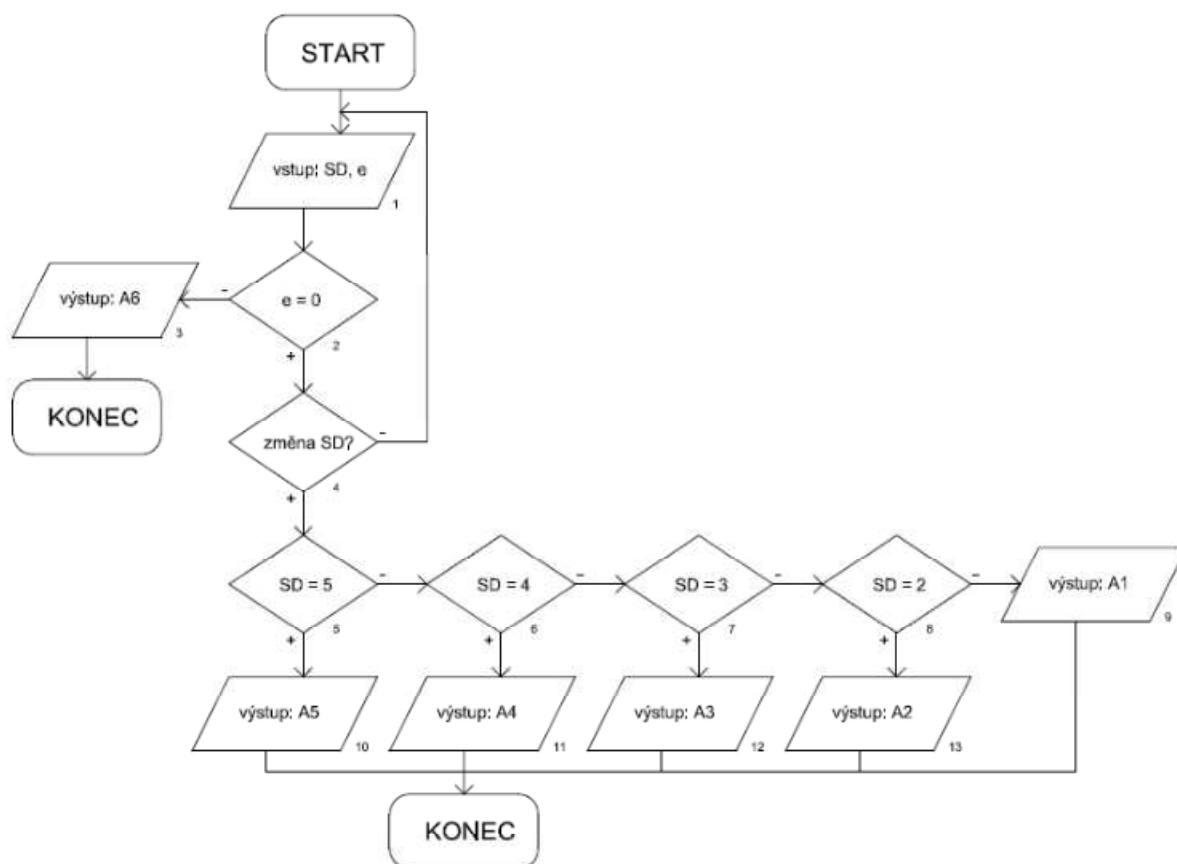 START
vstup: SD, e
1
e = 0
-
+
2
výstup: A6
3
KONEC
změna SD?
-
+
4
SD = 5
-
+
5
SD = 4
-
+
6
SD = 3
-
+
7
SD = 2
-
+
8
výstup: A1
9
výstup: A5
10
výstup: A4
11
výstup: A3
12
výstup: A2
13
KONEC